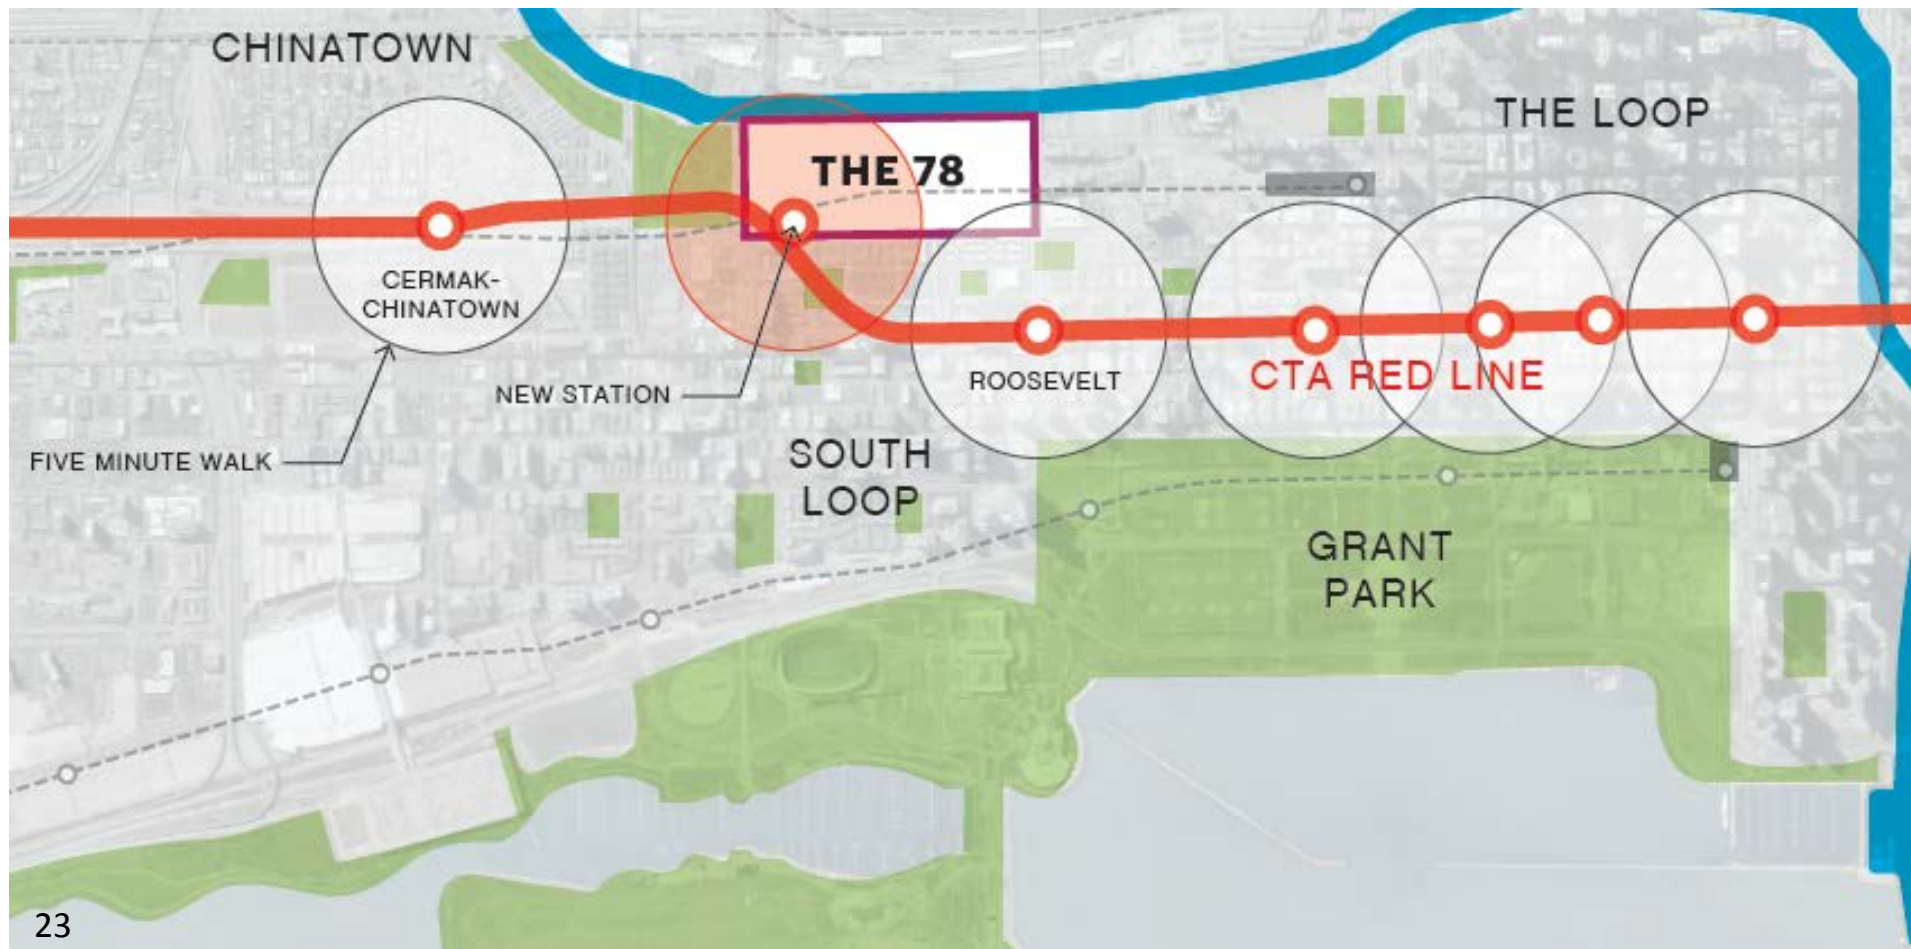 CHINATOWN
THE LOOP
THE 78
CERMAK-
CHINATOWN
NEW STATION
ROOSEVELT
CTA RED LINE
FIVE MINUTE WALK
SOUTH
LOOP
GRANT
PARK
23